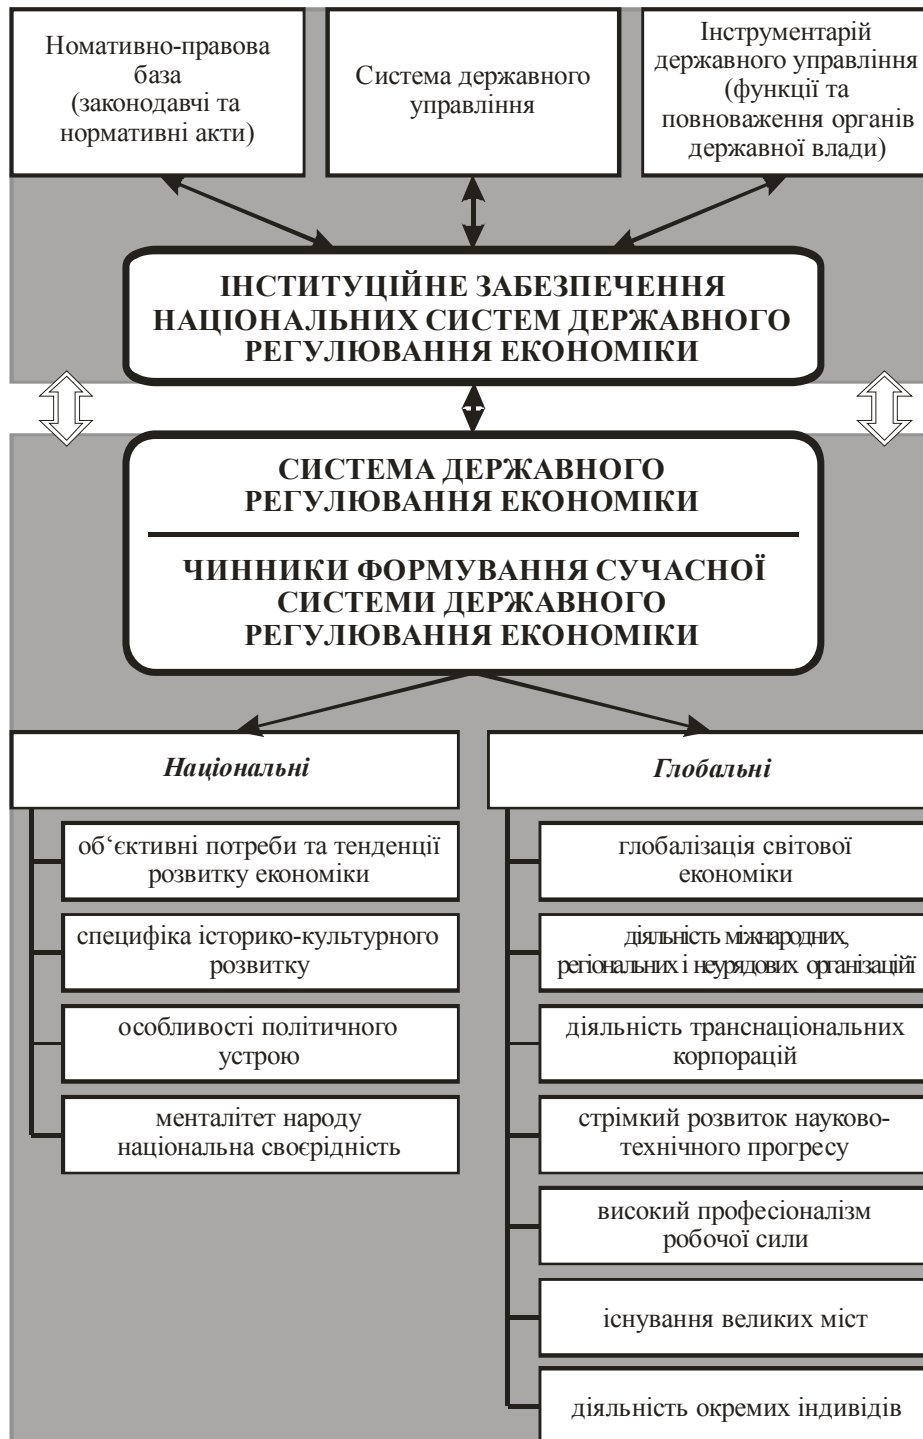 Номативно-правова
база
(законодавчі та
нормативні акти)
Система державного
управління
Інструментарій
державного управління
(функції та
повноваження органів
державної влади)
ІНСТИТУЦІЙНЕ ЗАБЕЗПЕЧЕННЯ
НАЦІОНАЛЬНИХ СИСТЕМ ДЕРЖАВНОГО
РЕГУЛЮВАННЯ ЕКОНОМІКИ
СИСТЕМА ДЕРЖАВНОГО
РЕГУЛЮВАННЯ ЕКОНОМІКИ
ЧИННИКИ ФОРМУВАННЯ СУЧАСНОЇ
СИСТЕМИ ДЕРЖАВНОГО
РЕГУЛЮВАННЯ ЕКОНОМІКИ
Національні
об‘єктивні потреби та тенденції
розвитку економіки
специфіка історико-культурного
розвитку
особливості політичного
устрою
менталітет народу
національна своєрідність
Глобальні
глобалізація світової
економіки
діяльність міжнародних,
регіональних і неурядових організаційї
діяльність транснаціональних
корпорацій
стрімкий розвиток науково-
технічного прогресу
високий професіоналізм
робочої сили
існування великих міст
діяльність окремих індивідів